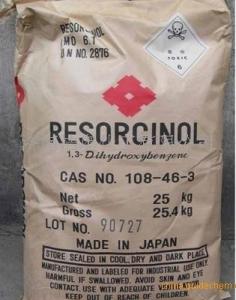 RESORCINOL
IMO 6.1
UN NO. 2876
TOXIC
6
RESORCINOL
1,3-Dihydroxybenzene
CAS NO. 108-46-3
Net 25 kg
Gross 25.4 kg
LOT NO. 90727
MADE IN JAPAN
STORE SEALED IN COOL, DRY AND DARK PLACE.
MANUFACTURED AND LABELED FOR INDUSTRIAL USE ONLY
HARMFUL IF SWALLOWED. AVOID SKIN AND EYE
CONTACT. USE WITH ADEQUATE
KEEP OUT OF REACH OF CHILDREN.